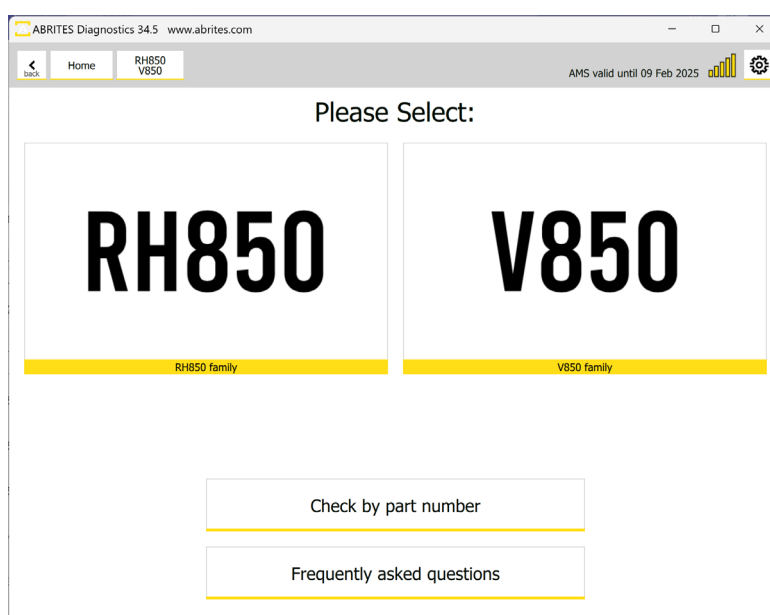 ABRITES Diagnostics 34.5 www.abrites.com
back
Home
RH850
V850
AMS valid until 09 Feb 2025
Please Select:
RH850
V850
RH850 family
V850 family
Check by part number
Frequently asked questions